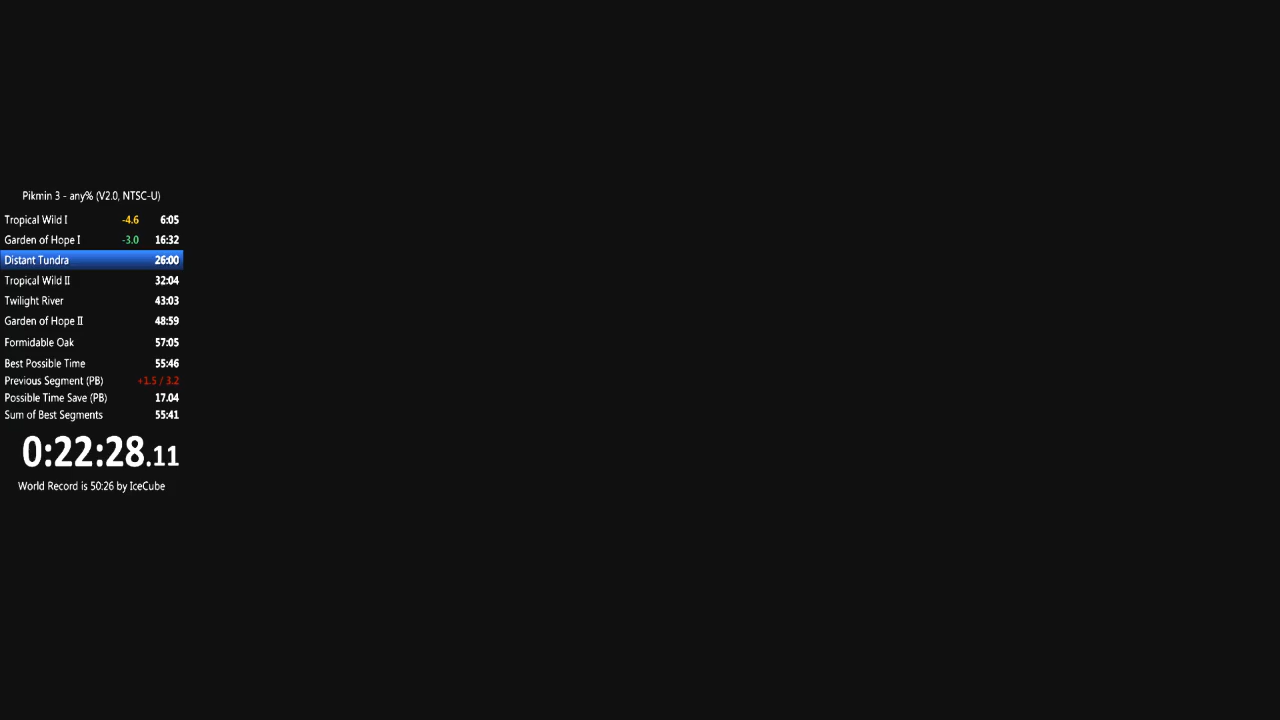 Pikmin 3 - any% (V2.0, NTSC-U)
Tropical Wild I -4.6 6:05
Garden of Hope I -3.0 16:32
Distant Tundra 26:00
Tropical Wild II 32:04
Twilight River 43:03
Garden of Hope II 48:59
Formidable Oak 57:05
Best Possible Time 55:46
Previous Segment (PB) +1.5 / 3.2
Possible Time Save (PB) 17.04
Sum of Best Segments 55:41
0:22:28.11
World Record is 50:26 by IceCube